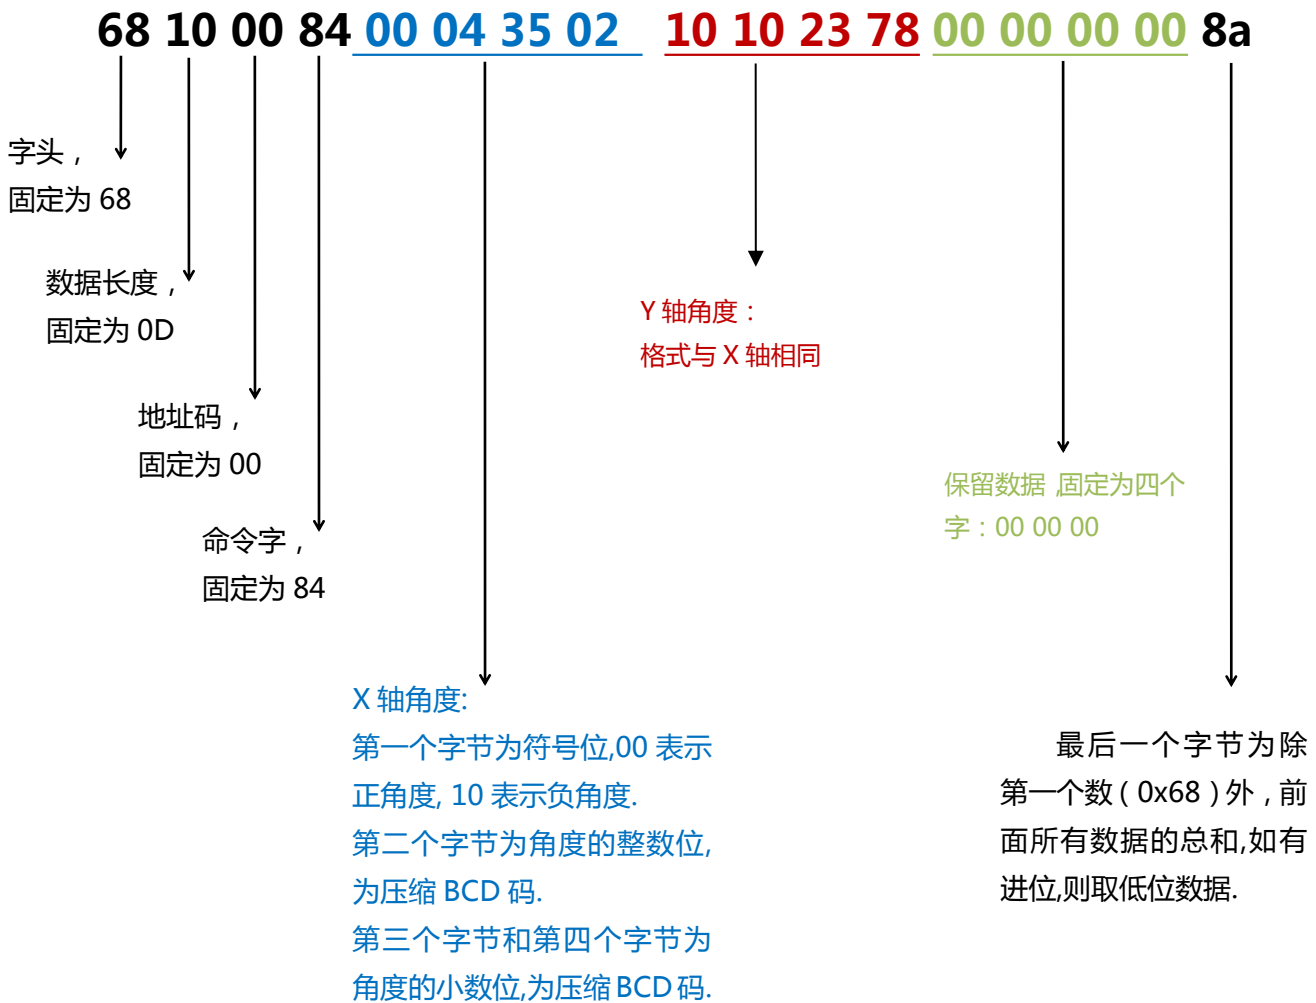 68 10 00 84 00 04 35 02 10 10 23 78 00 00 00 00 8a
字头，
固定为 68
数据长度，
固定为 0D
地址码，
固定为 00
命令字，
固定为 84
Y 轴角度：
格式与 X 轴相同
保留数据 ,固定为四个
字：00 00 00
X 轴角度:
第一个字节为符号位,00 表示
正角度, 10 表示负角度.
第二个字节为角度的整数位,
为压缩 BCD 码.
第三个字节和第四个字节为
角度的小数位,为压缩 BCD 码.
最后一个字节为除
第一个数（0x68）外，前
面所有数据的总和,如有
进位,则取低位数据.